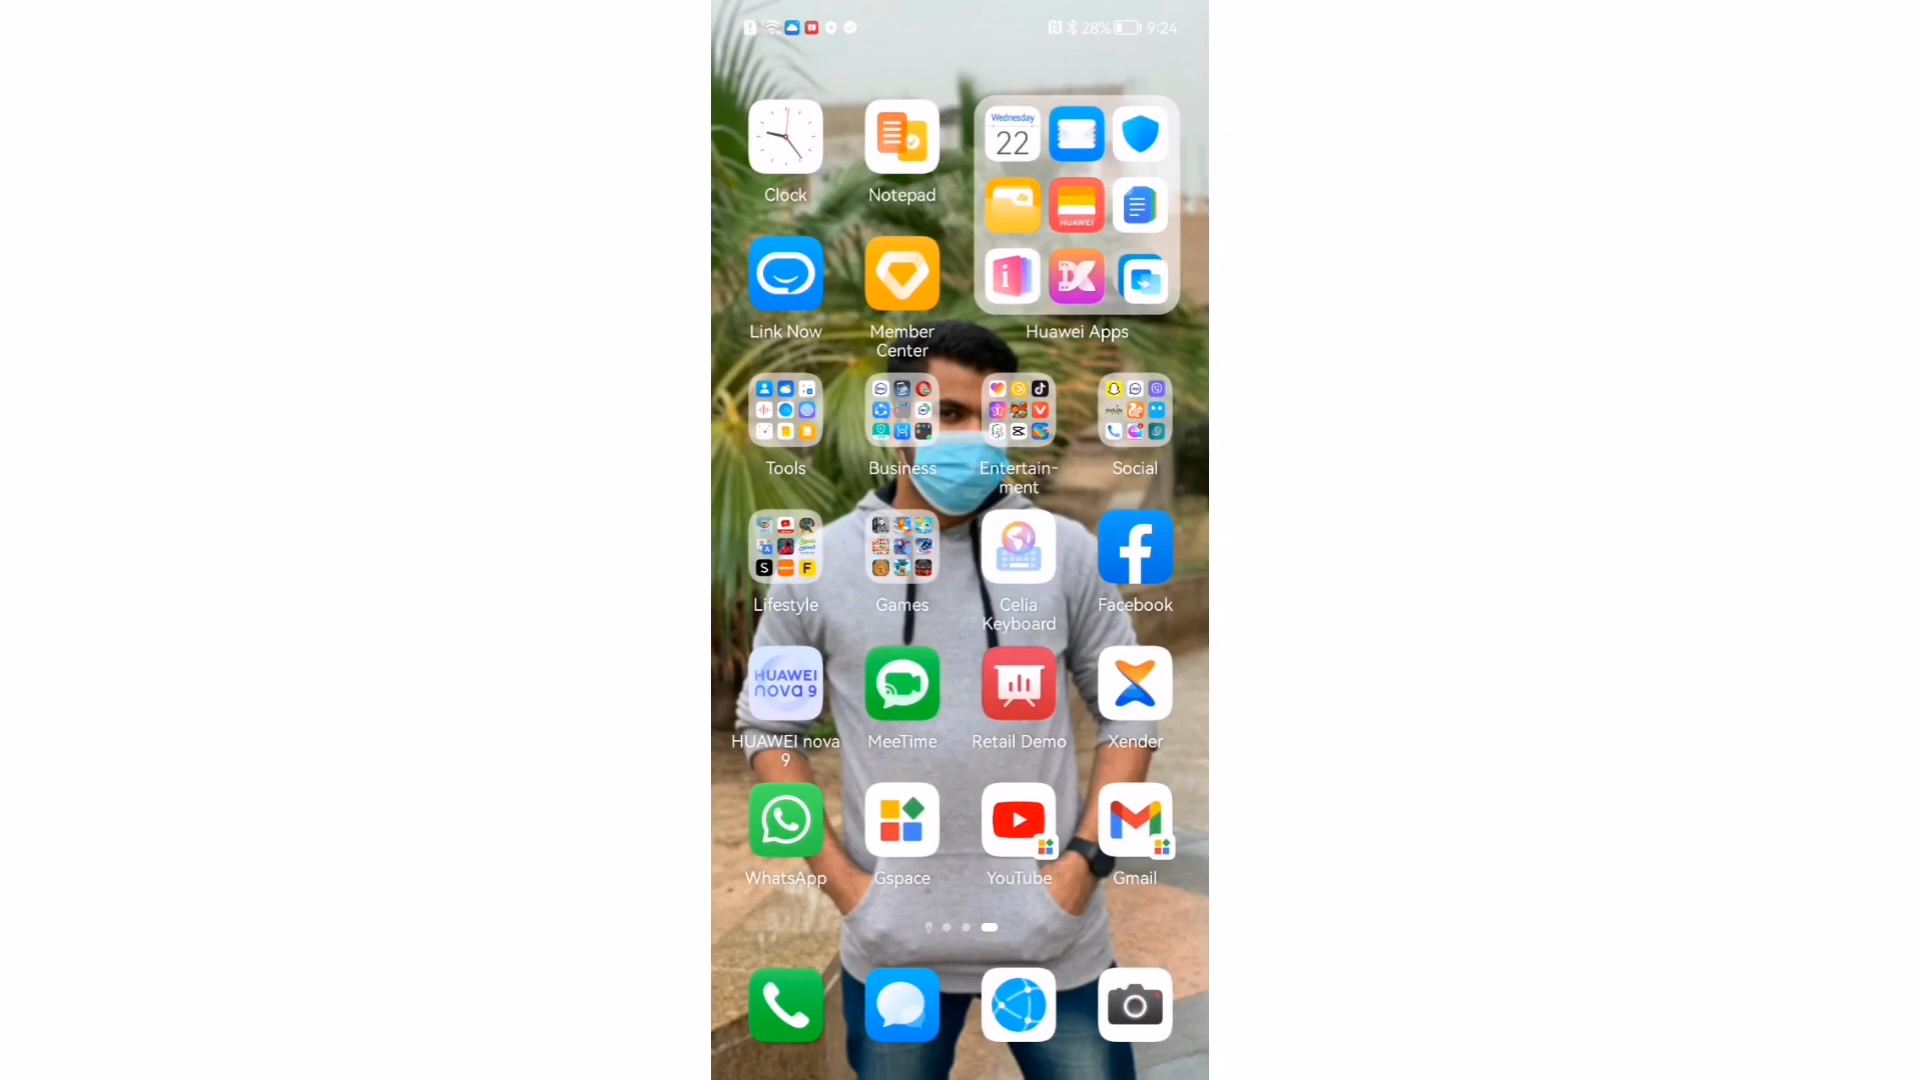 28% 9:24
Wednesday
22
HUAWEI
Clock
Notepad
Link Now
Member
Center
Huawei Apps
Tools
Business
Entertain-
ment
Social
S
F
Lifestyle
Games
Celia
Keyboard
Facebook
HUAWEI
nova 9
HUAWEI nova
9
MeeTime
Retail Demo
Xender
WhatsApp
Gspace
YouTube
Gmail